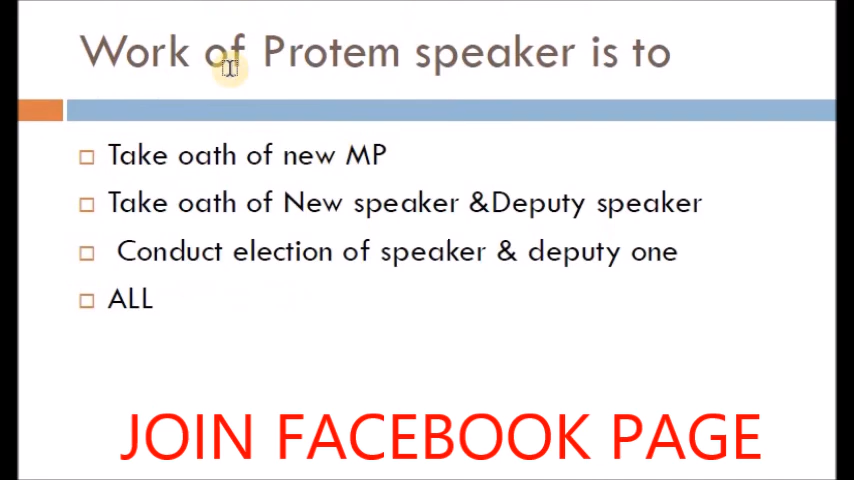 Work of Protem speaker is to
Take oath of new MP
Take oath of New speaker &Deputy speaker
Conduct election of speaker & deputy one
ALL
JOIN FACEBOOK PAGE